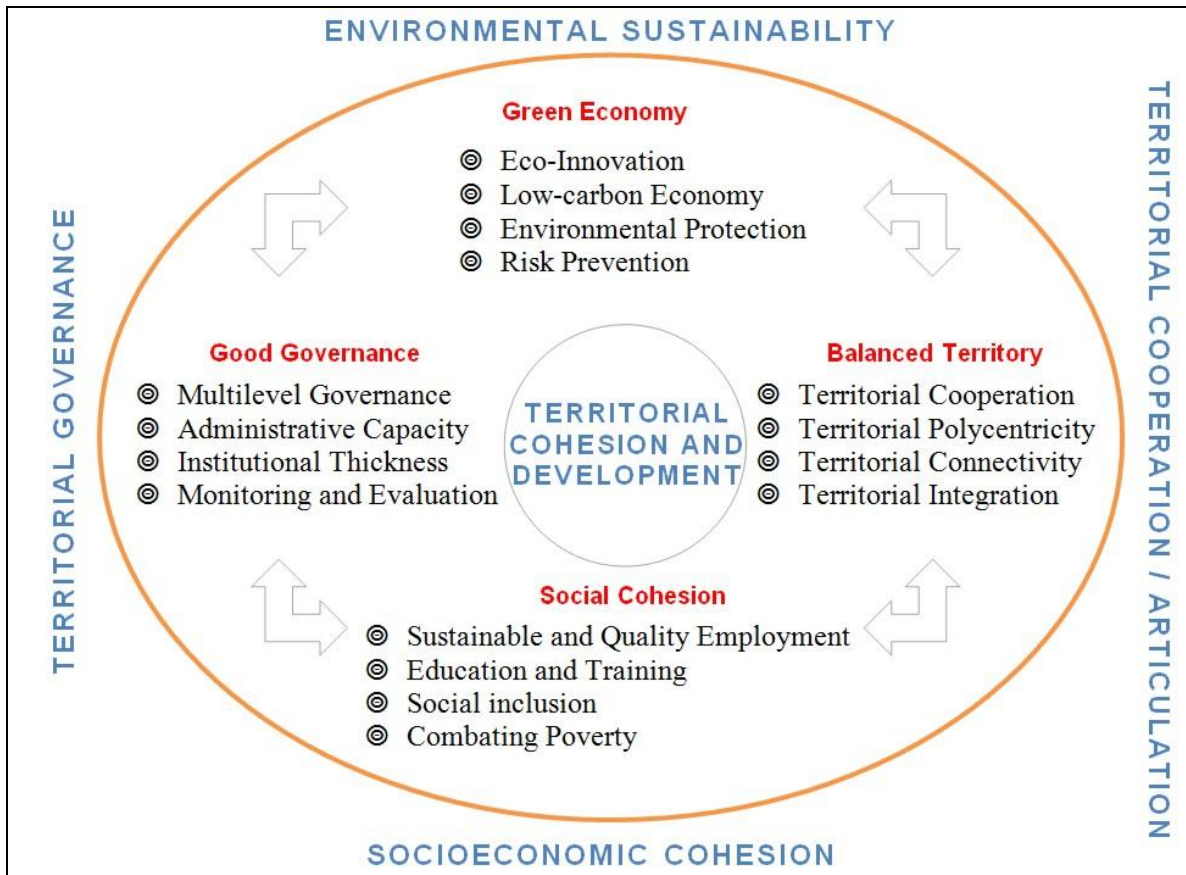 ENVIRONMENTAL SUSTAINABILITY
TERRITORIAL GOVERNANCE
TERRITORIAL COOPERATION / ARTICULATION
Green Economy
Eco-Innovation
Low-carbon Economy
Environmental Protection
Risk Prevention
Good Governance
Multilevel Governance
Administrative Capacity
Institutional Thickness
Monitoring and Evaluation
TERRITORIAL
COHESION AND
DEVELOPMENT
Balanced Territory
Territorial Cooperation
Territorial Polycentricity
Territorial Connectivity
Territorial Integration
Social Cohesion
Sustainable and Quality Employment
Education and Training
Social inclusion
Combating Poverty
SOCIOECONOMIC COHESION